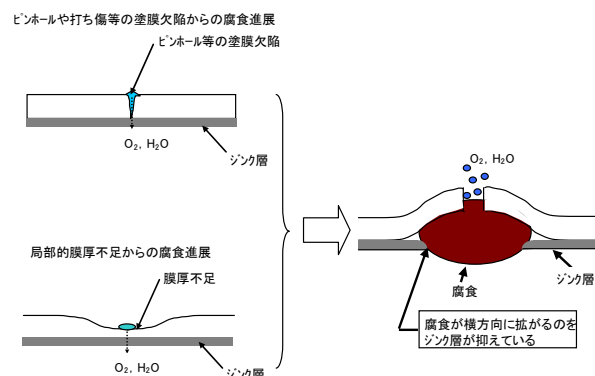 ﾋﾟﾝﾎｰﾙや打ち傷等の塗膜欠陥からの腐食進展
ﾋﾟﾝﾎｰﾙ等の塗膜欠陥
O₂, H₂O
ｼﾞﾝｸ層
局部的膜厚不足からの腐食進展
膜厚不足
O₂, H₂O
ｼﾞﾝｸ層
O₂, H₂O
ｼﾞﾝｸ層
腐食
腐食が横方向に拡がるのを
ｼﾞﾝｸ層が抑えている